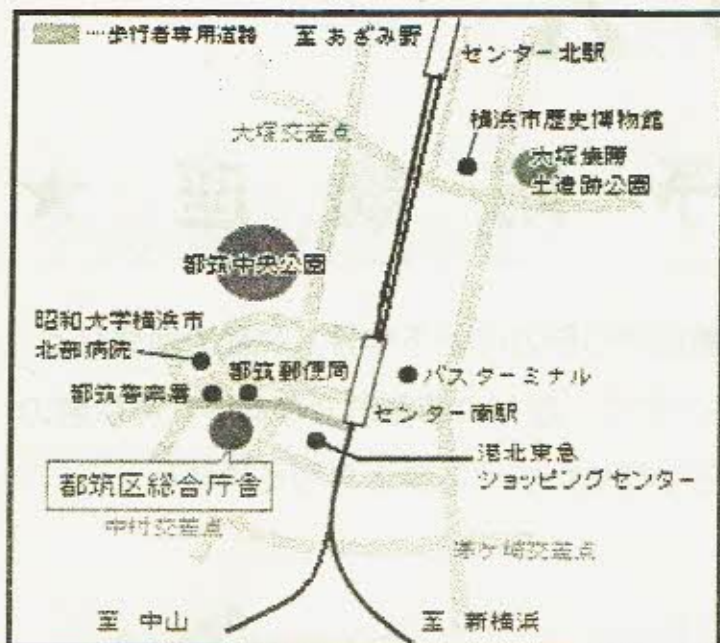 …歩行者専用道路
至 あざみ野
センター北駅
大塚交差点
横浜市歴史博物館
大塚歳勝
土遺跡公園
都筑中央公園
昭和大学横浜市
北部病院
都筑郵便局
バスターミナル
都筑警察署
センター南駅
港北東急
ショッピングセンター
都筑区総合庁舎
中村交差点
茅ケ崎交差点
至 中山
至 新横浜